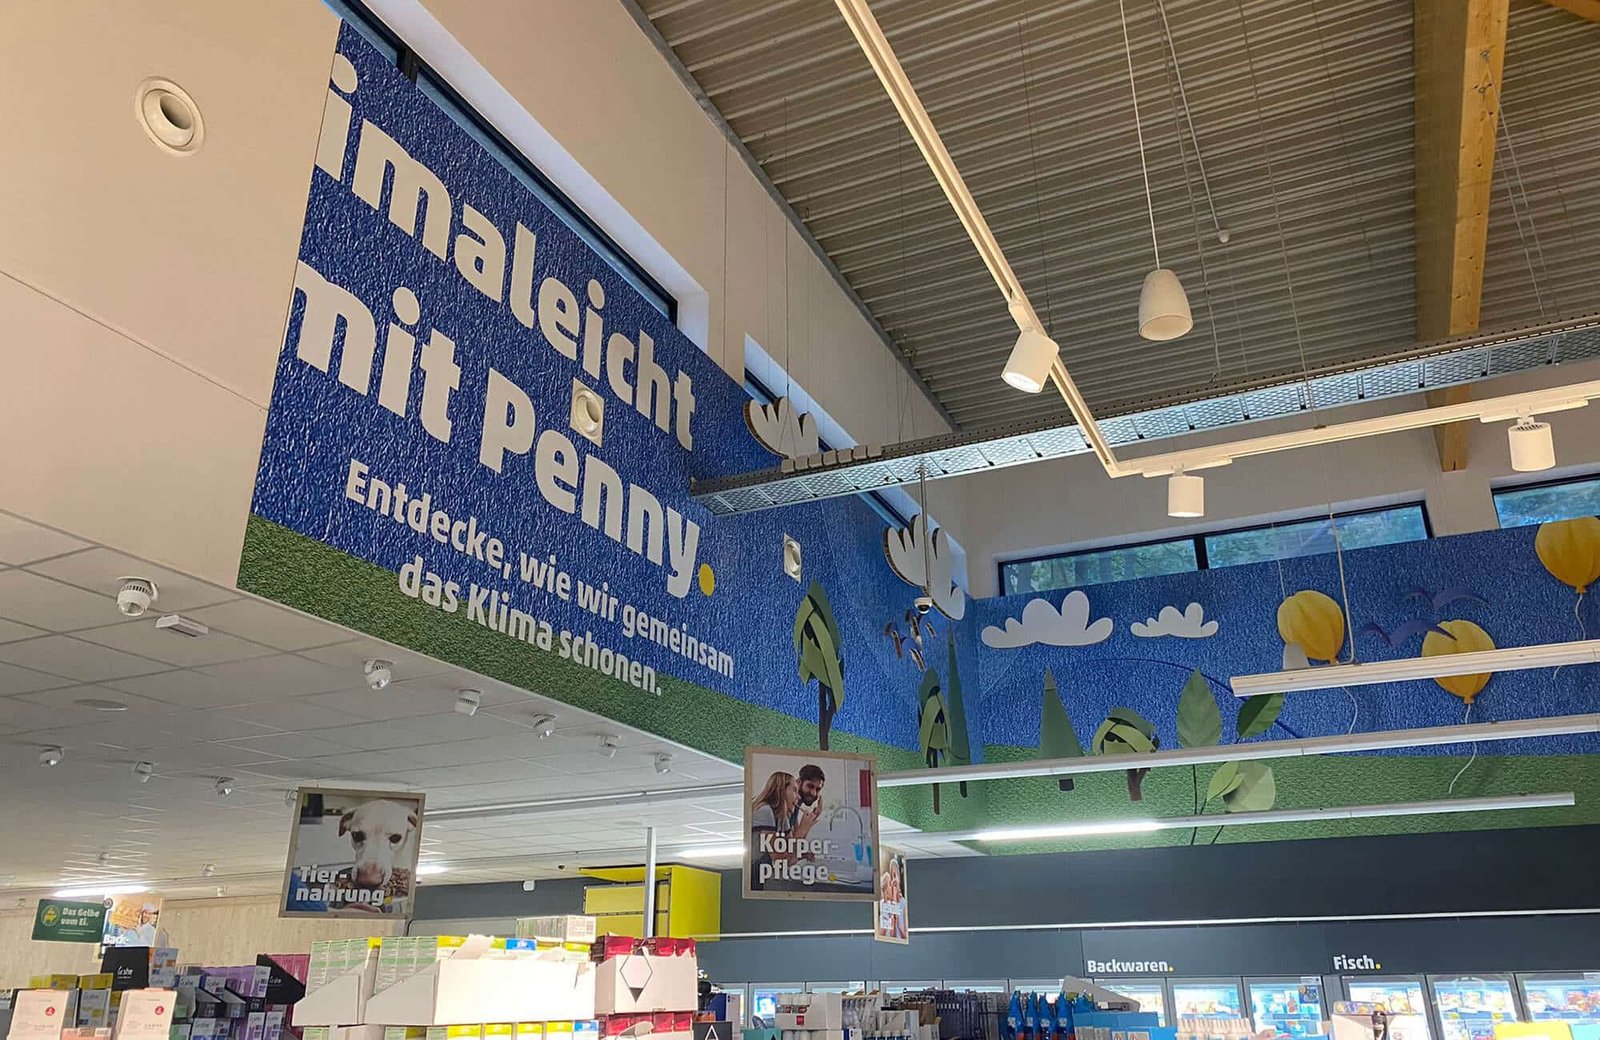 imaleicht
mit Penny.
Entdecke, wie wir gemeinsam
das Klima schonen.
Tier-
nahrung.
Körper-
pflege.
Das Gelbe
vom Ei.
Back-
Backwaren.
Fisch.